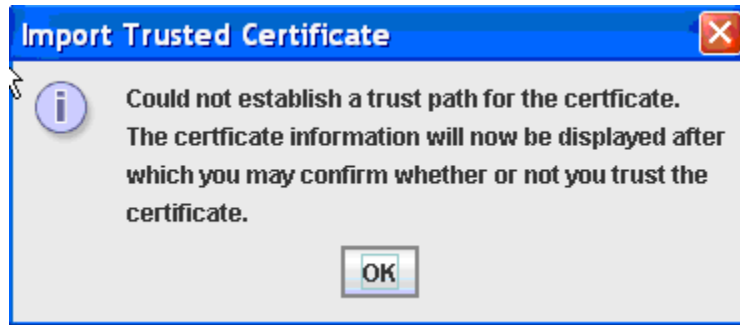 Import Trusted Certificate
Could not establish a trust path for the certficate.
The certficate information will now be displayed after
which you may confirm whether or not you trust the
certificate.
OK